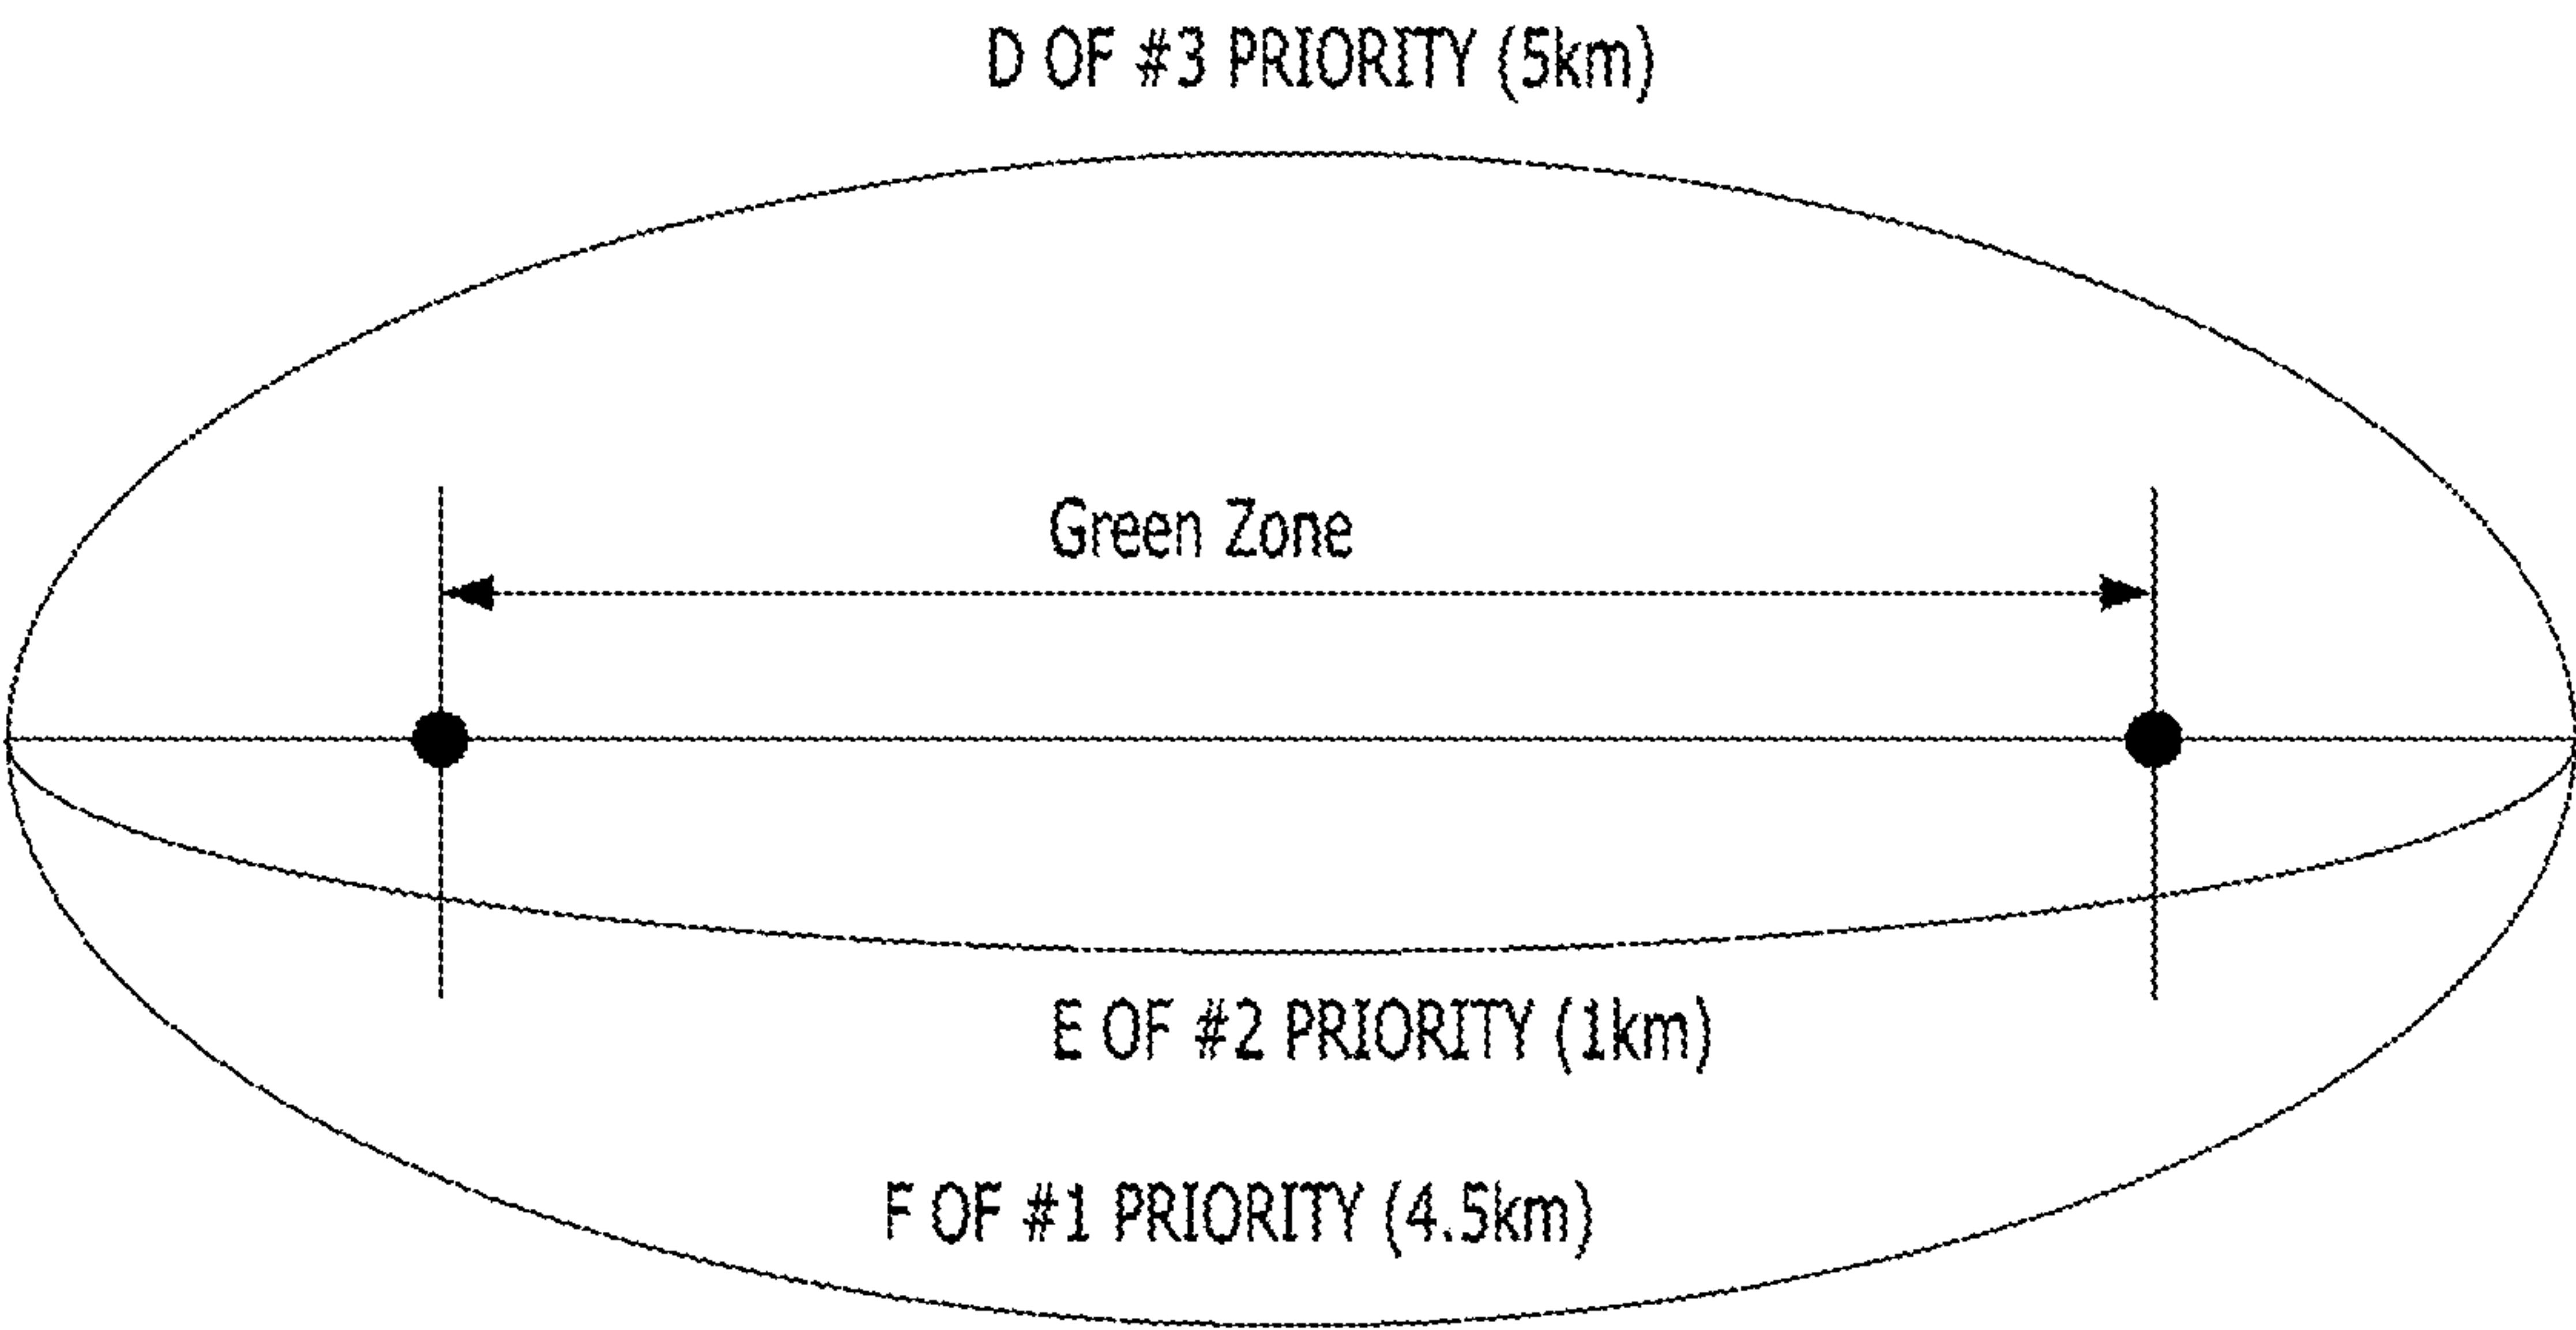 D OF #3 PRIORITY (5km)
Green Zone
E OF #2 PRIORITY (1km)
F OF #1 PRIORITY (4.5km)